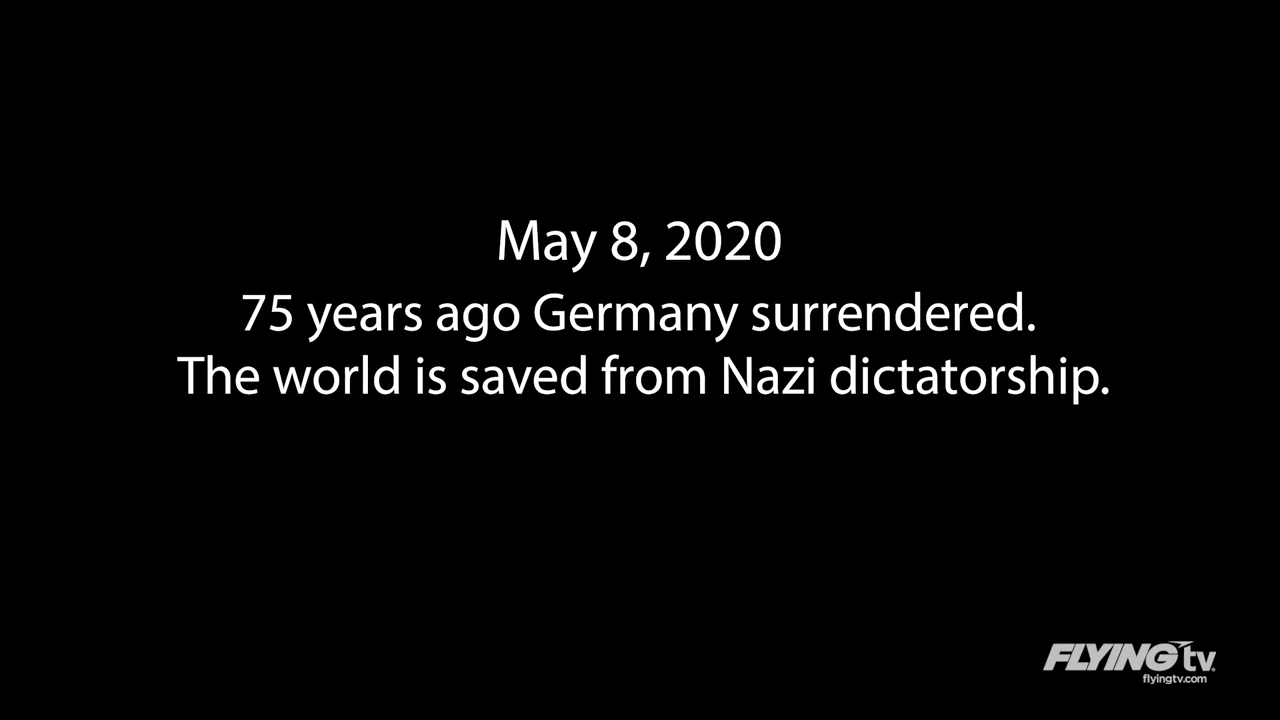 May 8, 2020
75 years ago Germany surrendered.
The world is saved from Nazi dictatorship.
FLYING tv
flyingtv.com